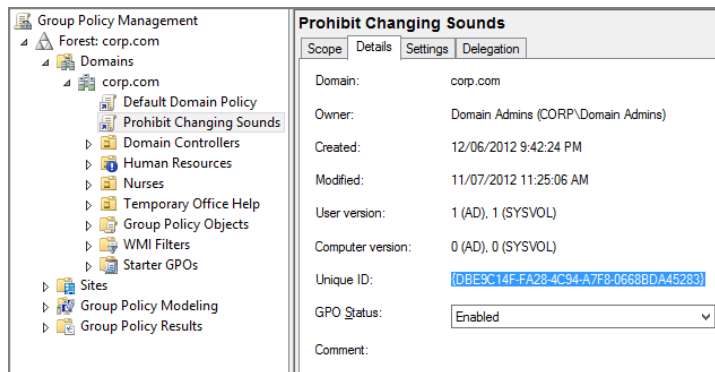 Group Policy Management
Forest: corp.com
Domains
corp.com
Default Domain Policy
Prohibit Changing Sounds
Domain Controllers
Human Resources
Nurses
Temporary Office Help
Group Policy Objects
WMI Filters
Starter GPOs
Sites
Group Policy Modeling
Group Policy Results
Prohibit Changing Sounds
Scope Details Settings Delegation
Domain: corp.com
Owner: Domain Admins (CORP\Domain Admins)
Created: 12/06/2012 9:42:24 PM
Modified: 11/07/2012 11:25:06 AM
User version: 1 (AD), 1 (SYSVOL)
Computer version: 0 (AD), 0 (SYSVOL)
Unique ID: {DBE9C14F-FA28-4C94-A7F8-0668BDA45283}
GPO Status: Enabled
Comment: